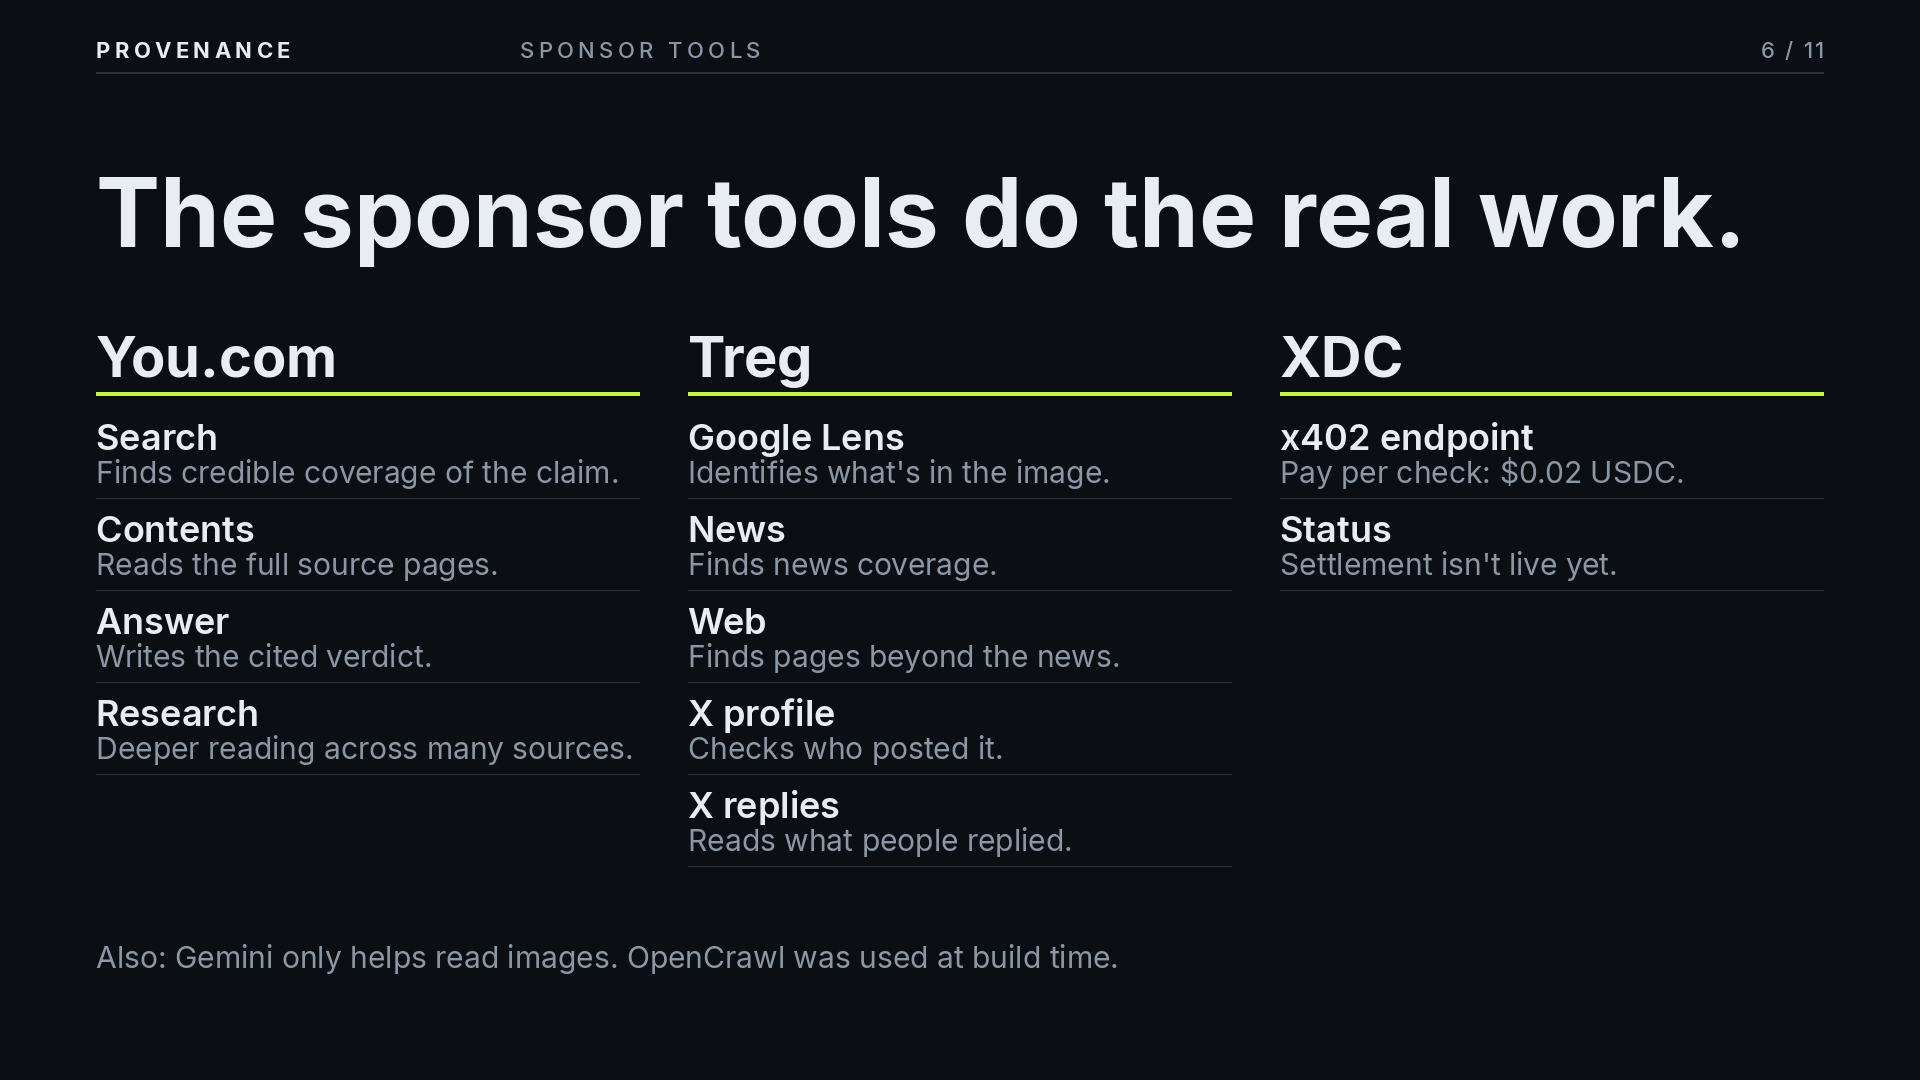 PROVENANCE
SPONSOR TOOLS
6 / 11
The sponsor tools do the real work.
You.com
Search
Finds credible coverage of the claim.
Contents
Reads the full source pages.
Answer
Writes the cited verdict.
Research
Deeper reading across many sources.
Treg
Google Lens
Identifies what's in the image.
News
Finds news coverage.
Web
Finds pages beyond the news.
X profile
Checks who posted it.
X replies
Reads what people replied.
XDC
x402 endpoint
Pay per check: $0.02 USDC.
Status
Settlement isn't live yet.
Also: Gemini only helps read images. OpenCrawl was used at build time.